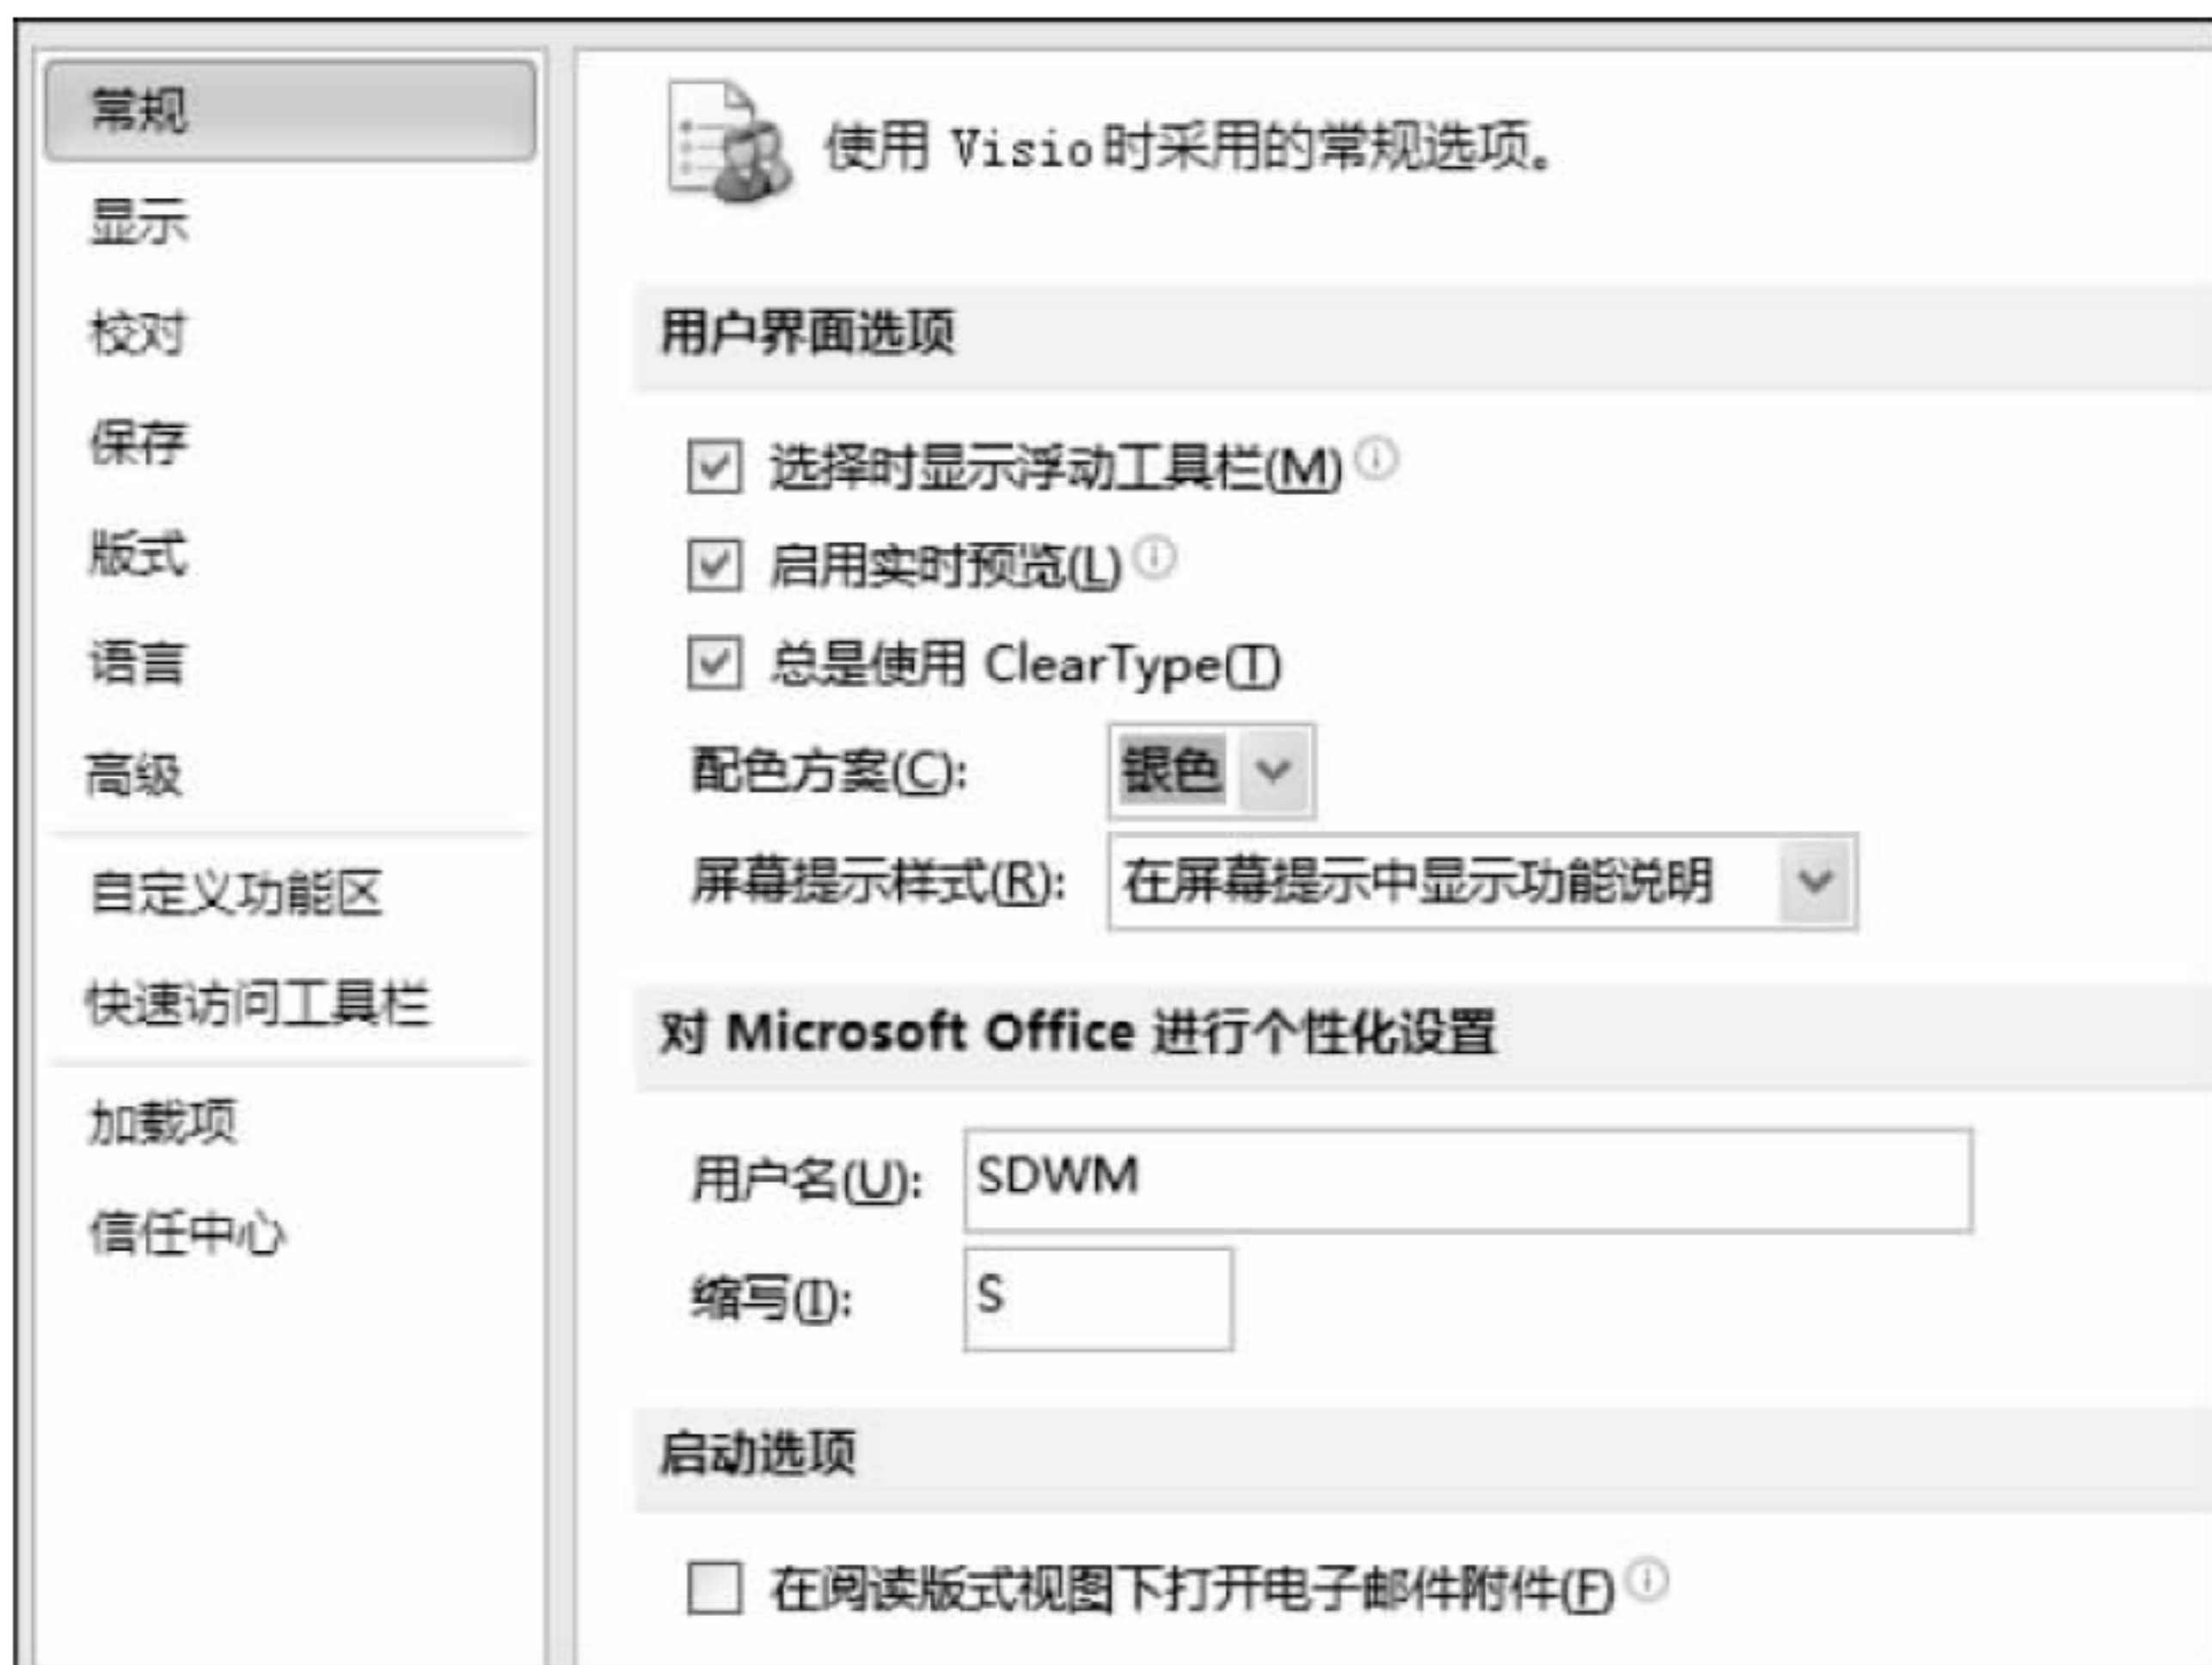 常规
显示
校对
保存
版式
语言
高级
自定义功能区
快速访问工具栏
加载项
信任中心
使用 Visio时采用的常规选项。
用户界面选项
选择时显示浮动工具栏(M)
启用实时预览(L)
总是使用 ClearType(T)
配色方案(C): 银色
屏幕提示样式(R): 在屏幕提示中显示功能说明
对 Microsoft Office 进行个性化设置
用户名(U): SDWM
缩写(I): S
启动选项
在阅读版式视图下打开电子邮件附件(F)